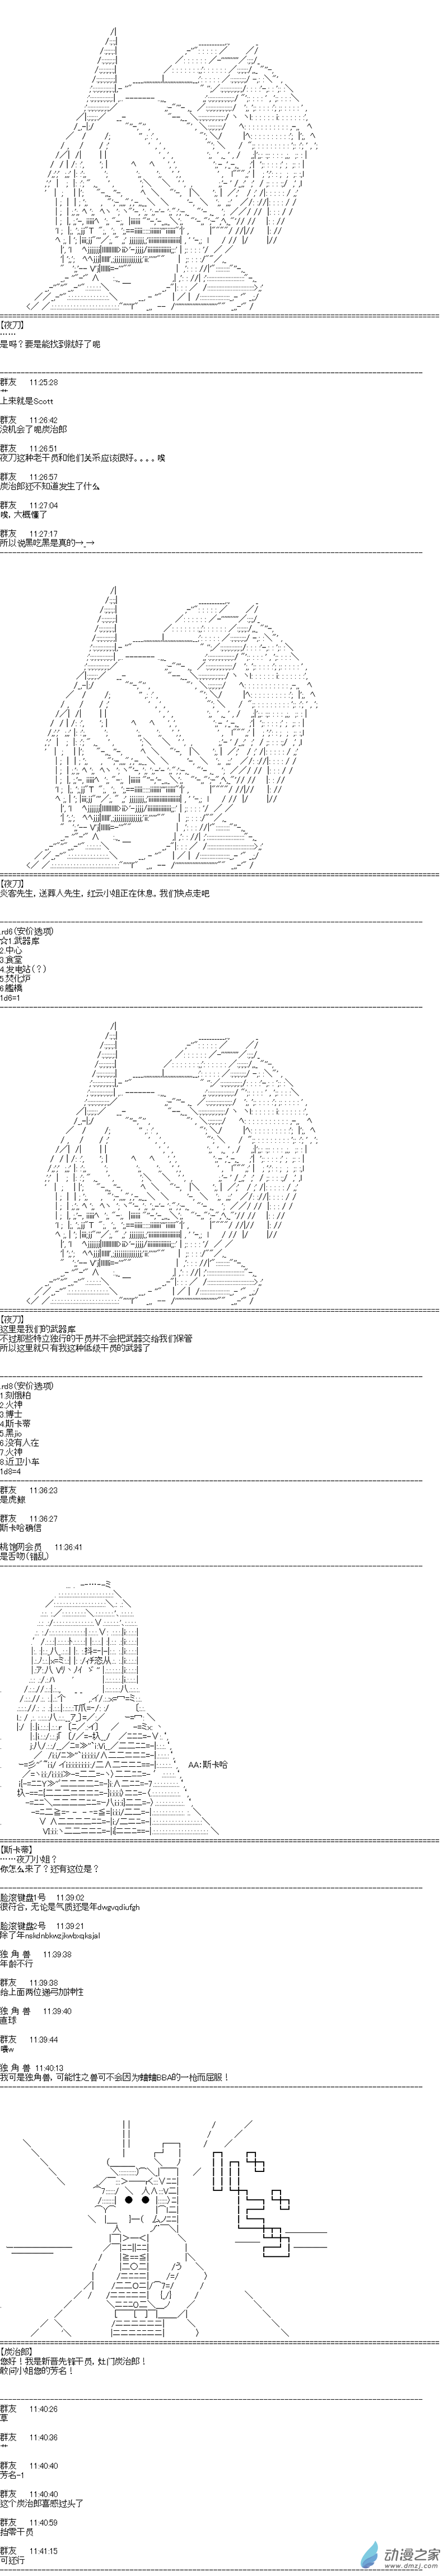 【夜刀】
……
是吗？要是能找到就好了呢
群友 11:25:28
艹
上来就是Scott
群友 11:26:42
没机会了呢炭治郎
群友 11:26:51
夜刀这种老干员和他们关系应该很好。。。。唉
群友 11:26:57
炭治郎还不知道发生了什么
群友 11:27:04
唉，大概懂了
群友 11:27:17
所以说黑吃黑是真的→_→
【夜刀】
炎客先生，送葬人先生，红云小姐正在休息。我们快点走吧
.rd6(安价选项)
☆1.武器库
2.中心
3.食堂
4.发电站（？）
5.焚化炉
6.艦橋
1d6=1
【夜刀】
这里是我们的武器库
不过那些特立独行的干员并不会把武器交给我们保管
所以这里就只有我这种低级干员的武器了
.rd8(安价选项)
1.刻俄柏
2.火神
3.博士
4.斯卡蒂
5.黑jio
6.没有人在
7.火神
8.近卫小车
1d8=4
群友 11:36:23
是虎鲸
群友 11:36:27
斯卡哈确信
桃饱网会员 11:36:41
是舌吻（错乱）
AA：斯卡哈
【斯卡蒂】
……夜刀小姐？
你怎么来了？还有这位是？
脸滚键盘1号 11:39:02
很符合，无论是气质还是年dwgvqdiufgh
脸滚键盘2号 11:39:21
除了年nskdnbkwzjkwbxqksjal
独 角 兽 11:39:38
年龄不行
群友 11:39:38
给上面两位递弓加神性
独 角 兽 11:39:40
直球
群友 11:39:44
喂w
独 角 兽 11:40:13
我可是独角兽，可能性之兽可不会因为蛐蛐BBA的一枪而屈服！
【炭治郎】
您好！我是新晋先锋干员，灶门炭治郎！
敢问小姐您的芳名！
群友 11:40:26
草
群友 11:40:36
艹
群友 11:40:40
芳名-1
群友 11:40:40
这个炭治郎喜感过头了
群友 11:40:59
挡零干员
群友 11:41:15
可还行
动漫之家
www.dmzj.com